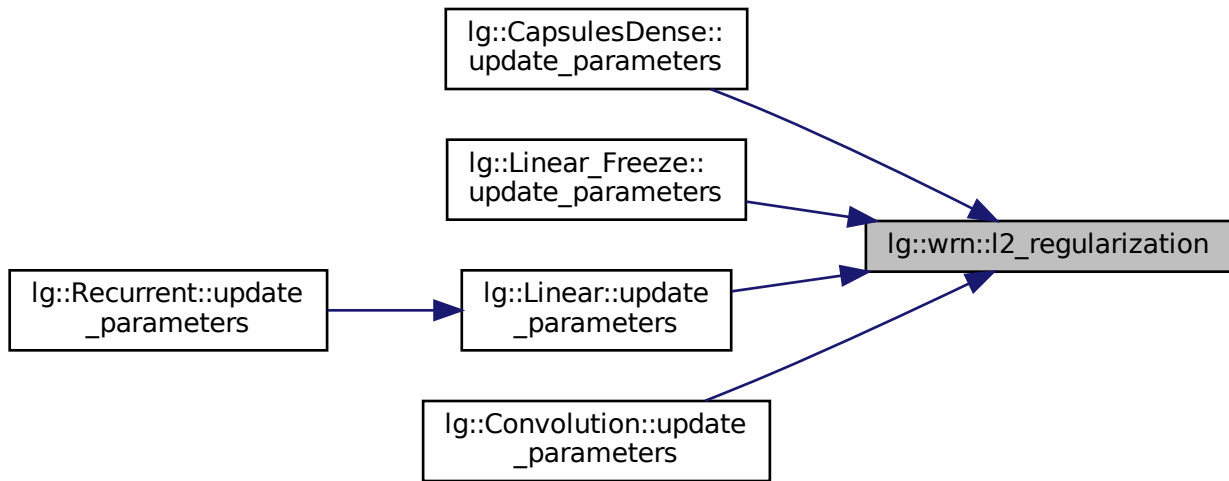 lg::CapsulesDense::
update_parameters
lg::Linear_Freeze::
update_parameters
lg::wrn::l2_regularization
lg::Recurrent::update
_parameters
lg::Linear::update
_parameters
lg::Convolution::update
_parameters